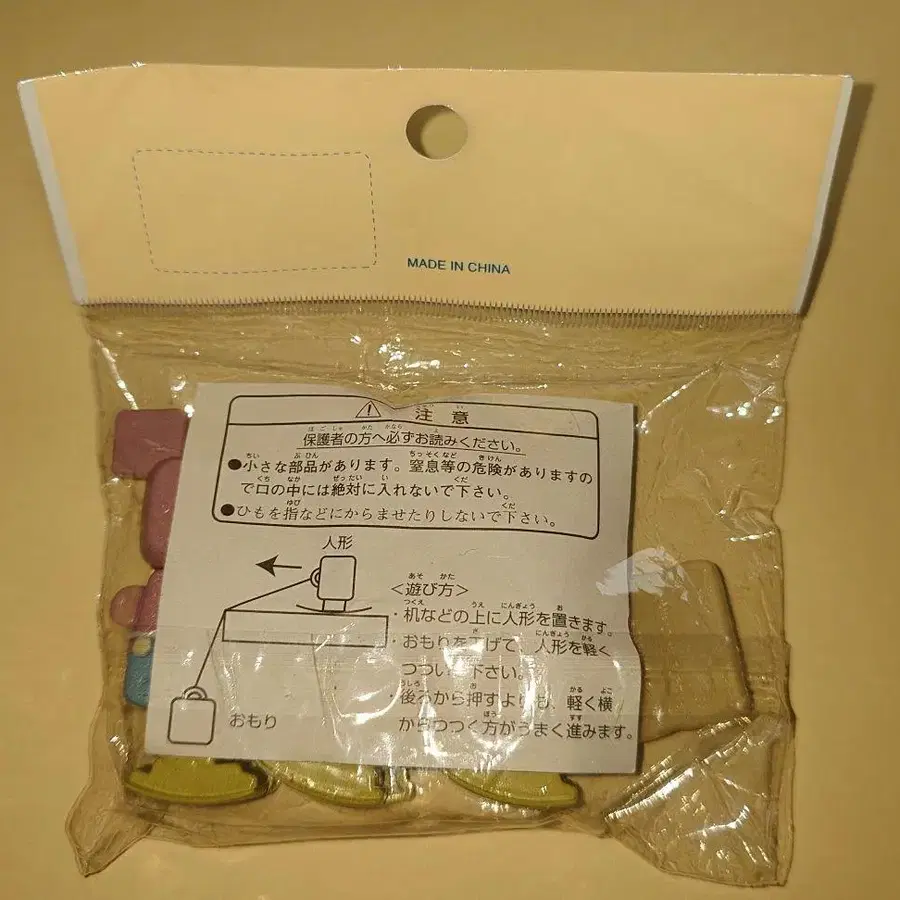 MADE IN CHINA
注意
保護者の方へ必ずお読みください。
●小さな部品があります。窒息等の危険がありますの
で口の中には絶対に入れないで下さい。
●ひもを指などにからませたりしないで下さい。
人形
<遊び方>
・机などの上に人形を置きます。
・おもりを下げて、人形を軽く
つつい 下さい。
・後ろから押すよりも、軽く横
からつつく方がうまく進みます。
おもり